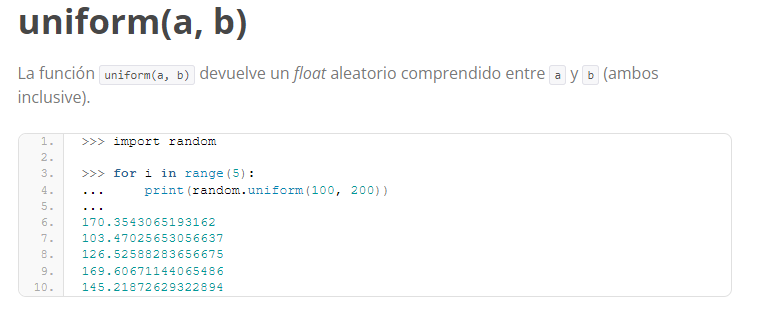 uniform(a, b)
La función uniform(a, b) devuelve un float aleatorio comprendido entre a y b (ambos
inclusive).
1. >>> import random
2.
3. >>> for i in range(5):
4. ...     print(random.uniform(100, 200))
5. ...
6. 170.3543065193162
7. 103.47025653056637
8. 126.52588283656675
9. 169.60671144065486
10. 145.21872629322894